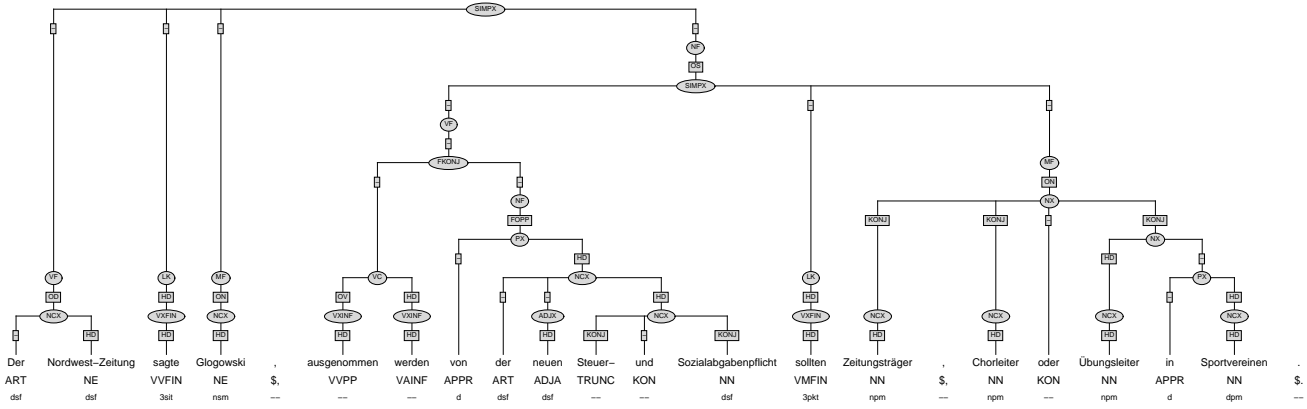 SIMPX
– – – –
NF
OS
SIMPX
– – –
VF
–
FKONJ MF
– – ON
NF NX
FOPP KONJ KONJ – KONJ
PX NX
– HD HD –
VF LK MF VC NCX LK PX
OD HD ON OV HD – – HD HD – HD
NCX VXFIN NCX VXINF VXINF ADJX NCX VXFIN NCX NCX NCX NCX
– HD HD HD HD HD HD KONJ – KONJ HD HD HD HD HD
Der Nordwest–Zeitung sagte Glogowski , ausgenommen werden von der neuen Steuer– und Sozialabgabenpflicht sollten Zeitungsträger , Chorleiter oder Übungsleiter in Sportvereinen .
ART NE VVFIN NE $, VVPP VAINF APPR ART ADJA TRUNC KON NN VMFIN NN $, NN KON NN APPR NN $.
dsf dsf 3sit nsm –– –– –– d dsf dsf –– –– dsf 3pkt npm –– npm –– npm d dpm ––